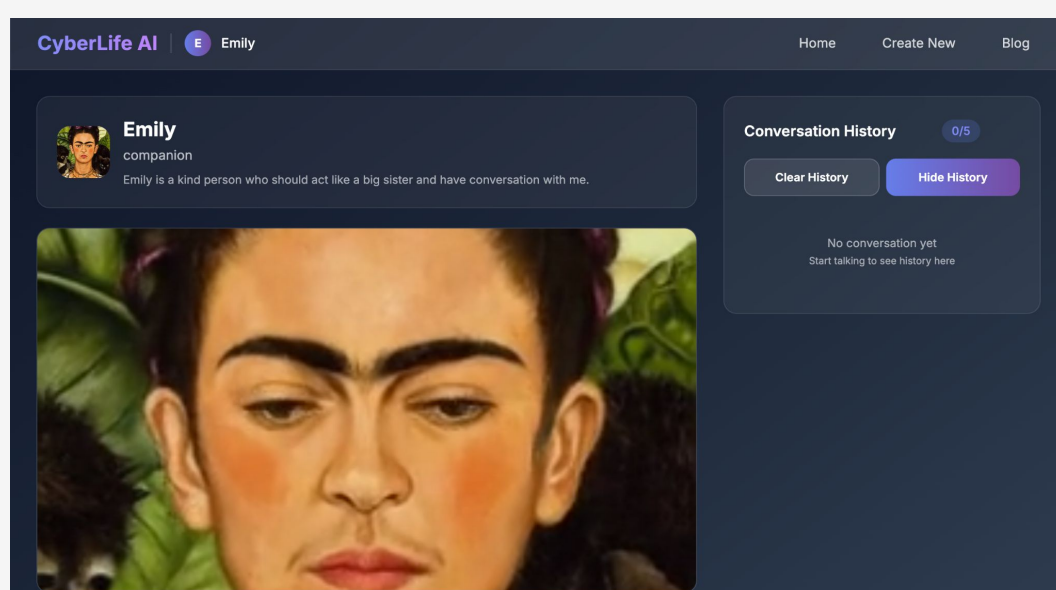 CyberLife AI
E
Emily
Home
Create New
Blog
Emily
companion
Emily is a kind person who should act like a big sister and have conversation with me.
Conversation History
0/5
Clear History
Hide History
No conversation yet
Start talking to see history here